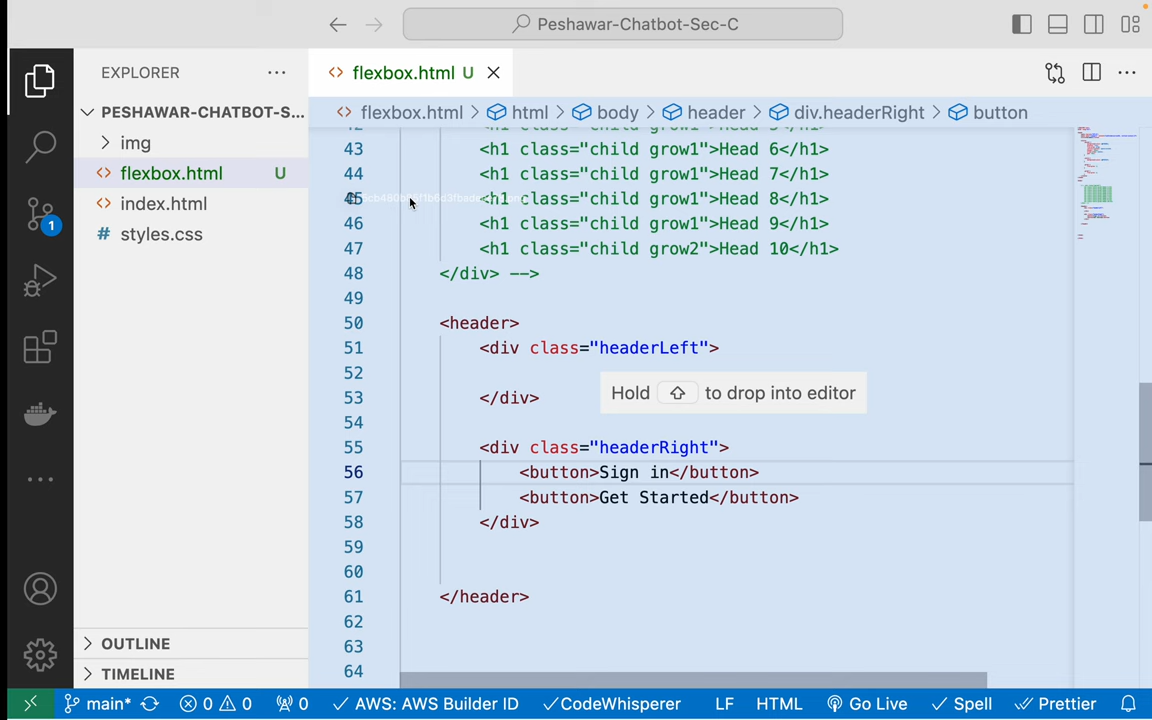 Peshawar-Chatbot-Sec-C
EXPLORER
flexbox.html U
flexbox.html > html > body > header > div.headerRight > button
PESHAWAR-CHATBOT-S...
img
flexbox.html U
index.html
styles.css
1
43 <h1 class="child grow1">Head 6</h1>
44 <h1 class="child grow1">Head 7</h1>
45 <h1 class="child grow1">Head 8</h1>
46 <h1 class="child grow1">Head 9</h1>
47 <h1 class="child grow2">Head 10</h1>
48 </div> -->
49
50 <header>
51 <div class="headerLeft">
52
Hold to drop into editor
53 </div>
54
55 <div class="headerRight">
56 <button>Sign in</button>
57 <button>Get Started</button>
58 </div>
59
60
61 </header>
62
63
64
OUTLINE
TIMELINE
main* 0 0 0 AWS: AWS Builder ID CodeWhisperer LF HTML Go Live Spell Prettier